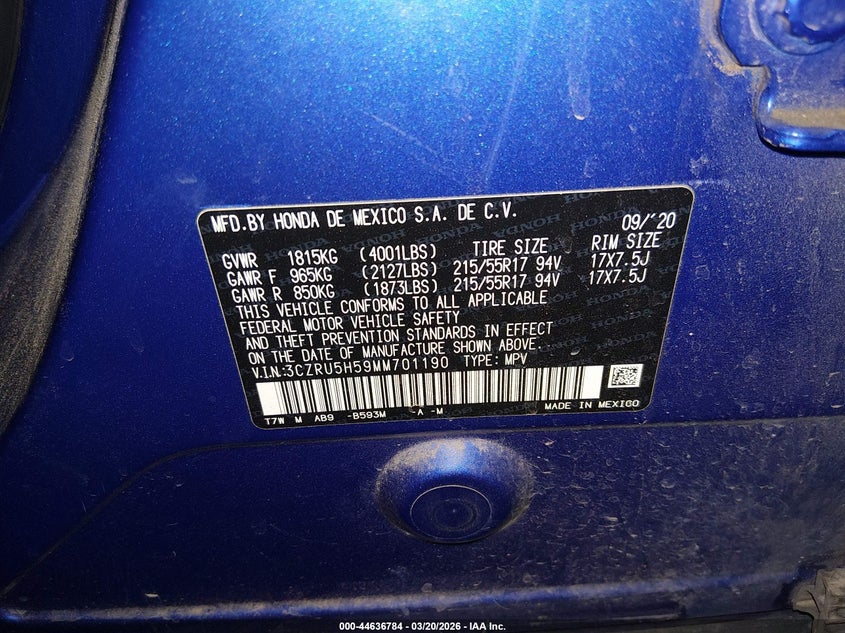 MFD.BY HONDA DE MEXICO S.A. DE C.V. 09/'20
GVWR 1815KG (4001LBS) TIRE SIZE RIM SIZE
GAWR F 965KG (2127LBS) 215/55R17 94V 17X7.5J
GAWR R 850KG (1873LBS) 215/55R17 94V 17X7.5J
THIS VEHICLE CONFORMS TO ALL APPLICABLE
FEDERAL MOTOR VEHICLE SAFETY
AND THEFT PREVENTION STANDARDS IN EFFECT
ON THE DATE OF MANUFACTURE SHOWN ABOVE.
V.I.N:3CZRU5H59MM701190 TYPE: MPV
T7W M AB9 -B593M -A -M MADE IN MEXICO
000-44636784 — 03/20/2026 — IAA Inc.